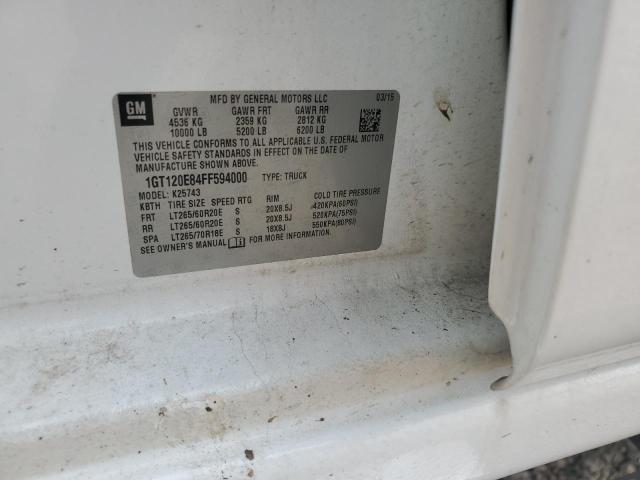 GM
MFD BY GENERAL MOTORS LLC 03/15
GVWR GAWR FRT GAWR RR
4536 KG 2359 KG 2812 KG
10000 LB 5200 LB 6200 LB
THIS VEHICLE CONFORMS TO ALL APPLICABLE U.S. FEDERAL MOTOR
VEHICLE SAFETY STANDARDS IN EFFECT ON THE DATE OF
MANUFACTURE SHOWN ABOVE.
1GT120E84FF594000 TYPE: TRUCK
MODEL: K25743
KBTH TIRE SIZE SPEED RTG RIM COLD TIRE PRESSURE
FRT LT265/60R20E S 20X8.5J 420KPA(60PSI)
RR LT265/60R20E S 20X8.5J 520KPA(75PSI)
SPA LT265/70R18E S 18X8J 550KPA(80PSI)
SEE OWNER'S MANUAL FOR MORE INFORMATION.